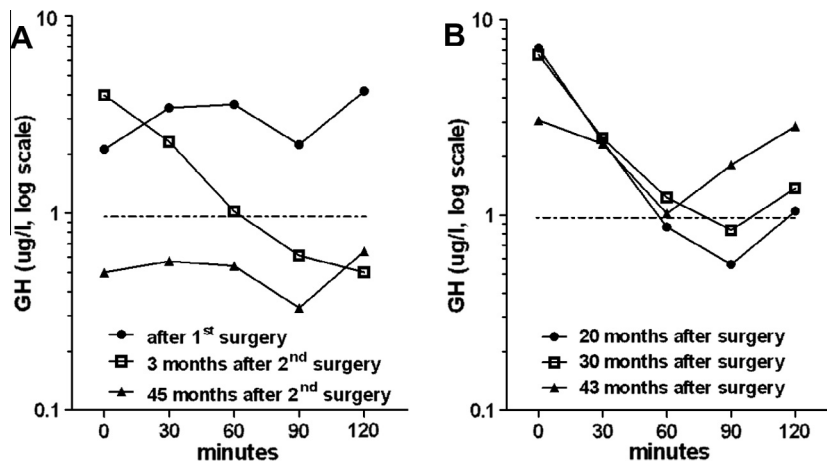 A
10
1
0.1
GH (ug/l, log scale)
after 1st surgery
3 months after 2nd surgery
45 months after 2nd surgery
0 30 60 90 120
minutes
B
10
1
0.1
GH (ug/l, log scale)
20 months after surgery
30 months after surgery
43 months after surgery
0 30 60 90 120
minutes